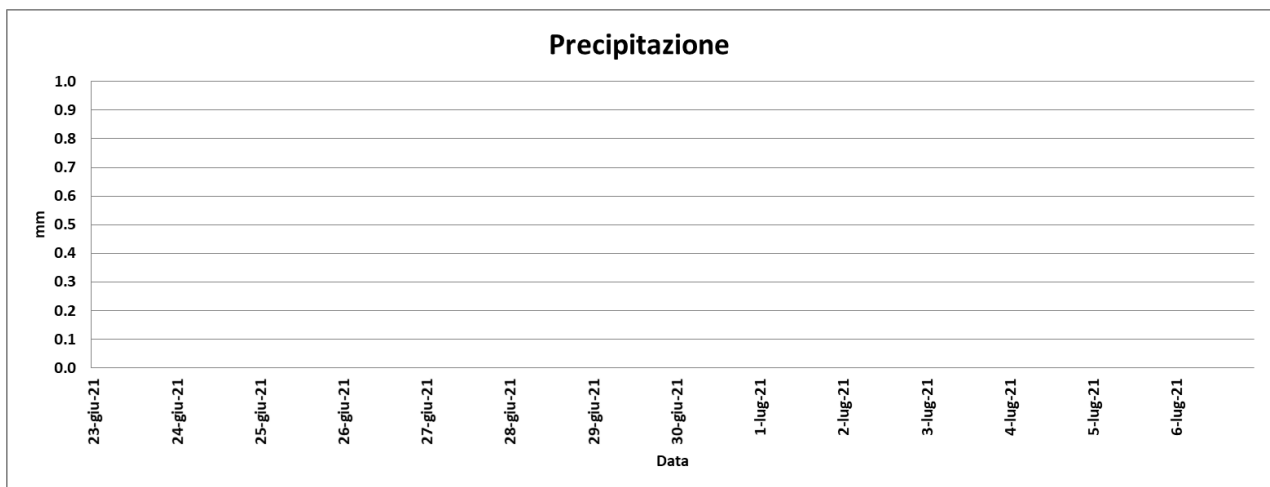 Precipitazione
1.0
0.9
0.8
0.7
0.6
0.5
0.4
0.3
0.2
0.1
0.0
mm
23-giu-21
24-giu-21
25-giu-21
26-giu-21
27-giu-21
28-giu-21
29-giu-21
30-giu-21
1-lug-21
2-lug-21
3-lug-21
4-lug-21
5-lug-21
6-lug-21
Data